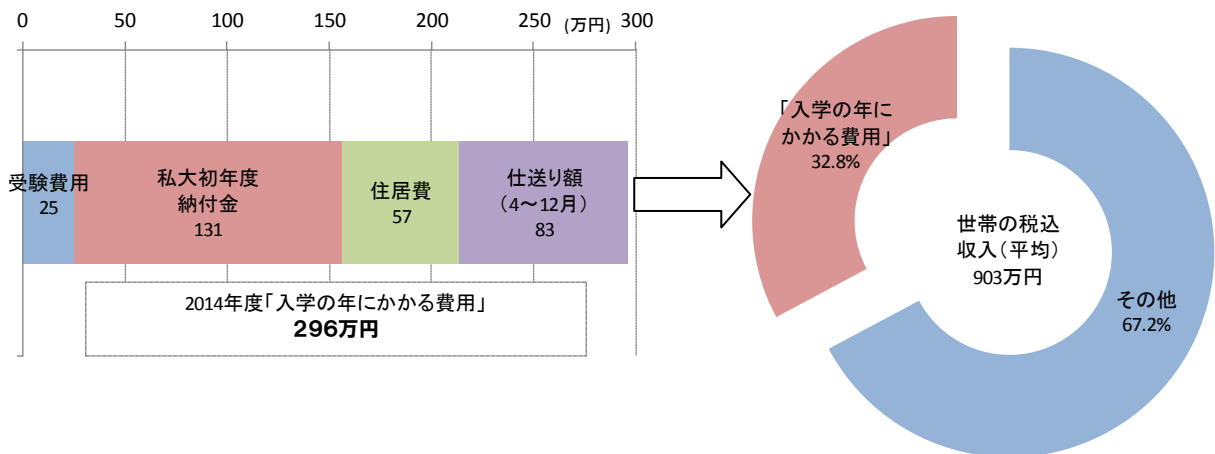 0 50 100 150 200 250 (万円) 300
受験費用
25
私大初年度
納付金
131
住居費
57
仕送り額
(4～12月)
83
2014年度「入学の年にかかる費用」
296万円
「入学の年に
かかる費用」
32.8%
世帯の税込
収入(平均)
903万円
その他
67.2%